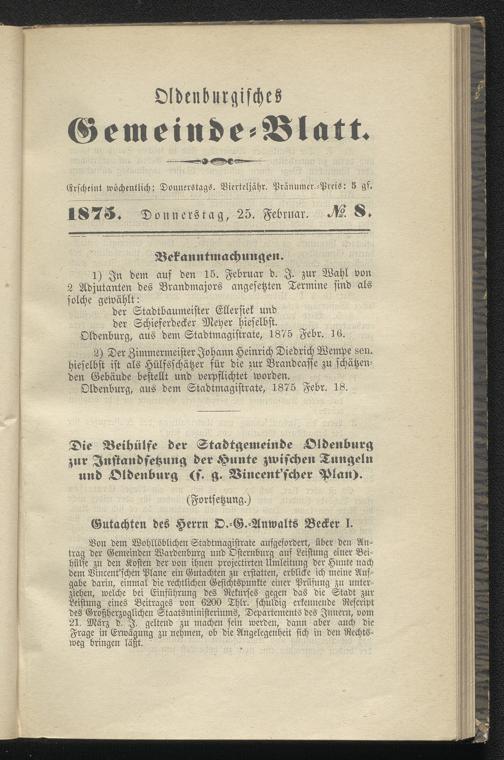 Oldenburgisches
Gemeinde-Blatt.
Erscheint wöchentlich: Donnerstags. Vierteljähr. Pränumer.-Preis: 5 gs.
1875. Donnerstag, 25. Februar. № 8.
Bekanntmachungen.
1) In dem auf den 15. Februar d. J. zur Wahl von
2 Adjutanten des Brandmajors angesetzten Termine sind als
solche gewählt:
der Stadtbaumeister Ellersiek und
der Schieferdecker Meyer hieselbst.
Oldenburg, aus dem Stadtmagistrate, 1875 Febr. 16.
2) Der Zimmermeister Johann Heinrich Diedrich Wempe sen.
hieselbst ist als Hülfsschätzer für die zur Brandcasse zu schätzen-
den Gebäude bestellt und verpflichtet worden.
Oldenburg, aus dem Stadtmagistrate, 1875 Febr. 18.
Die Beihülfe der Stadtgemeinde Oldenburg
zur Instandsetzung der Hunte zwischen Tungeln
und Oldenburg (s. g. Vincent'scher Plan).
(Fortsetzung.)
Gutachten des Herrn O.-G.-Anwalts Becker I.
Von dem Wohllöblichen Stadtmagistrate aufgefordert, über den An-
trag der Gemeinden Wardenburg und Osternburg auf Leistung einer Bei-
hülfe zu den Kosten der von ihnen projectirten Umleitung der Hunte nach
dem Vincent'schen Plane ein Gutachten zu erstatten, erblicke ich meine Auf-
gabe darin, einmal die rechtlichen Gesichtspunkte einer Prüfung zu unter-
ziehen, welche bei Einführung des Rekurses gegen das die Stadt zur
Leistung eines Beitrages von 6200 Thlr. schuldig erkennende Rescript
des Großherzoglichen Staatsministeriums, Departements des Innern, vom
21. März d. J. geltend zu machen sein werden, dann aber auch die
Frage in Erwägung zu nehmen, ob die Angelegenheit sich in den Rechts-
weg bringen läßt.